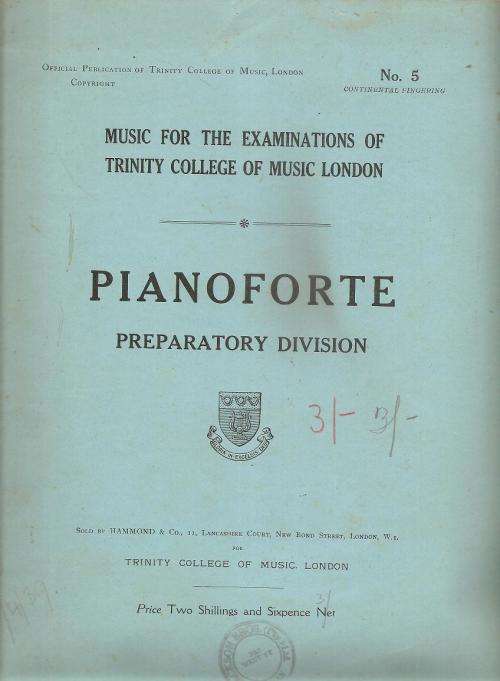 Official Publication of Trinity College of Music, London
Copyright
No. 5
CONTINENTAL FINGERING
MUSIC FOR THE EXAMINATIONS OF
TRINITY COLLEGE OF MUSIC LONDON
PIANOFORTE
PREPARATORY DIVISION
3/- 3/-
Sold by HAMMOND & Co., 11, Lancashire Court, New Bond Street, London, W.1.
FOR
TRINITY COLLEGE OF MUSIC, LONDON
3/
Price Two Shillings and Sixpence Net